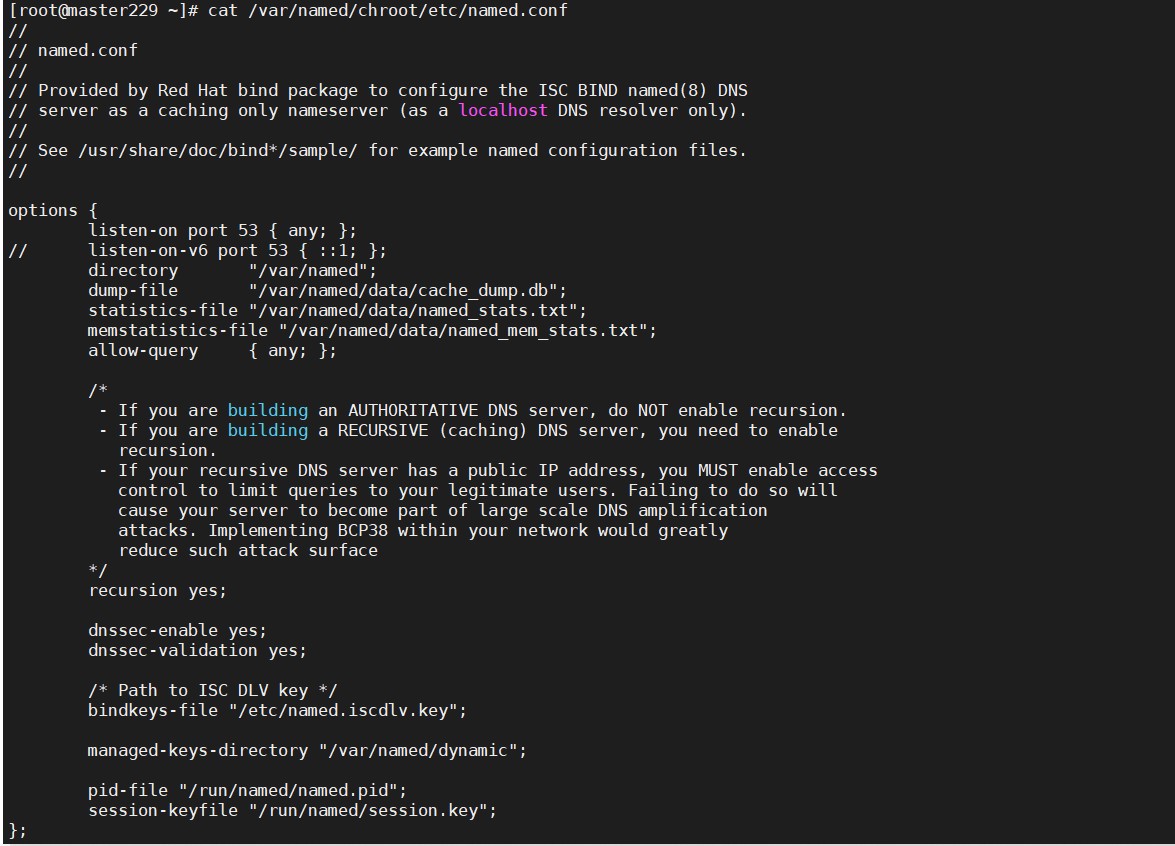 [root@master229 ~]# cat /var/named/chroot/etc/named.conf
//
// named.conf
//
// Provided by Red Hat bind package to configure the ISC BIND named(8) DNS
// server as a caching only nameserver (as a localhost DNS resolver only).
//
// See /usr/share/doc/bind*/sample/ for example named configuration files.
//

options {
        listen-on port 53 { any; };
//      listen-on-v6 port 53 { ::1; };
        directory       "/var/named";
        dump-file       "/var/named/data/cache_dump.db";
        statistics-file "/var/named/data/named_stats.txt";
        memstatistics-file "/var/named/data/named_mem_stats.txt";
        allow-query     { any; };

        /*
         - If you are building an AUTHORITATIVE DNS server, do NOT enable recursion.
         - If you are building a RECURSIVE (caching) DNS server, you need to enable
           recursion.
         - If your recursive DNS server has a public IP address, you MUST enable access
           control to limit queries to your legitimate users. Failing to do so will
           cause your server to become part of large scale DNS amplification
           attacks. Implementing BCP38 within your network would greatly
           reduce such attack surface
        */
        recursion yes;

        dnssec-enable yes;
        dnssec-validation yes;

        /* Path to ISC DLV key */
        bindkeys-file "/etc/named.iscdlv.key";

        managed-keys-directory "/var/named/dynamic";

        pid-file "/run/named/named.pid";
        session-keyfile "/run/named/session.key";
};